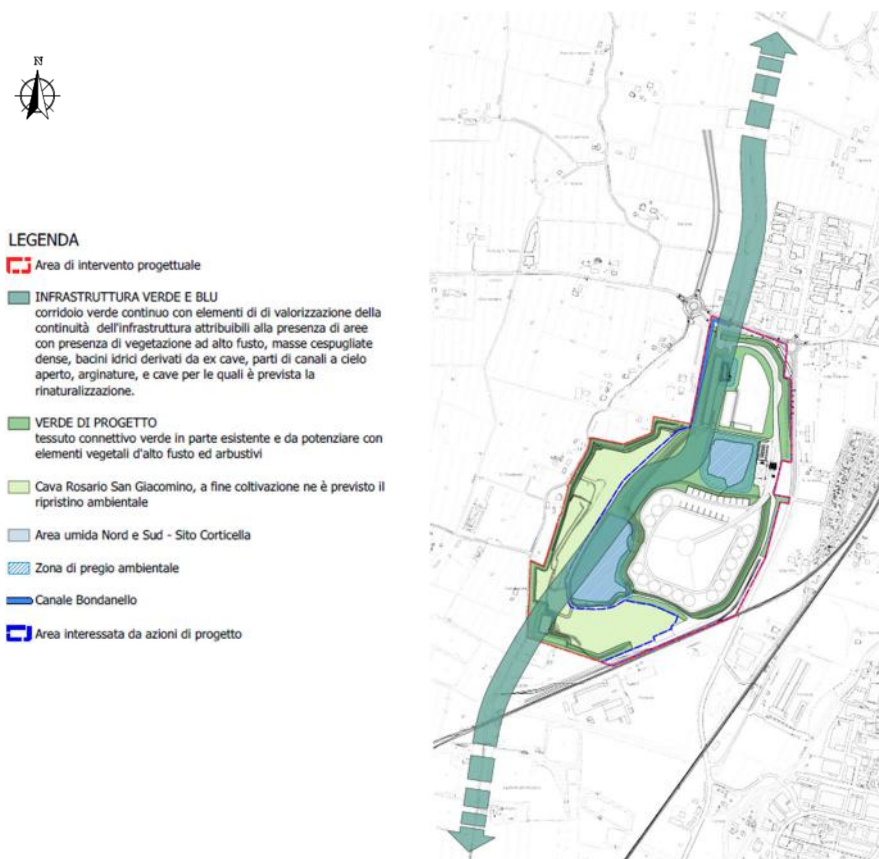 N
LEGENDA
Area di intervento progettuale
INFRASTRUTTURA VERDE E BLU
corridoio verde continuo con elementi di di valorizzazione della
continuità dell'infrastruttura attribuibili alla presenza di aree
con presenza di vegetazione ad alto fusto, masse cespugliate
dense, bacini idrici derivati da ex cave, parti di canali a cielo
aperto, arginature, e cave per le quali è prevista la
rinaturalizzazione.
VERDE DI PROGETTO
tessuto connettivo verde in parte esistente e da potenziare con
elementi vegetali d'alto fusto ed arbustivi
Cava Rosario San Giacomino, a fine coltivazione ne è previsto il
ripristino ambientale
Area umida Nord e Sud - Sito Corticella
Zona di pregio ambientale
Canale Bondanello
Area interessata da azioni di progetto